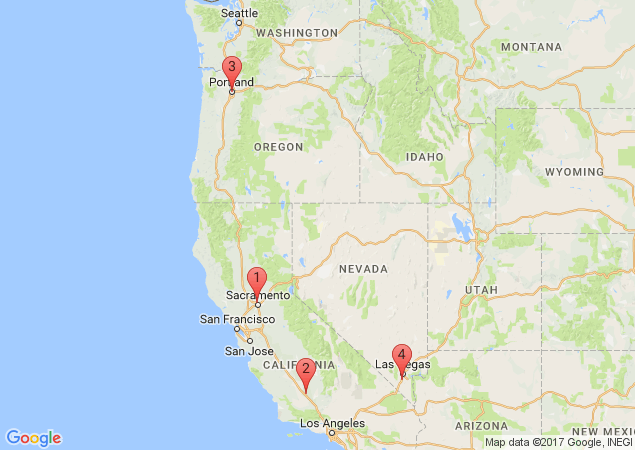 Seattle
WASHINGTON
MONTANA
3
Portland
OREGON
IDAHO
WYOMING
1
Sacramento
NEVADA
UTAH
San Francisco
San Jose
4
Las Vegas
CALIFORNIA
2
Los Angeles
ARIZONA
NEW MEXIC
Google
Map data ©2017 Google, INEGI